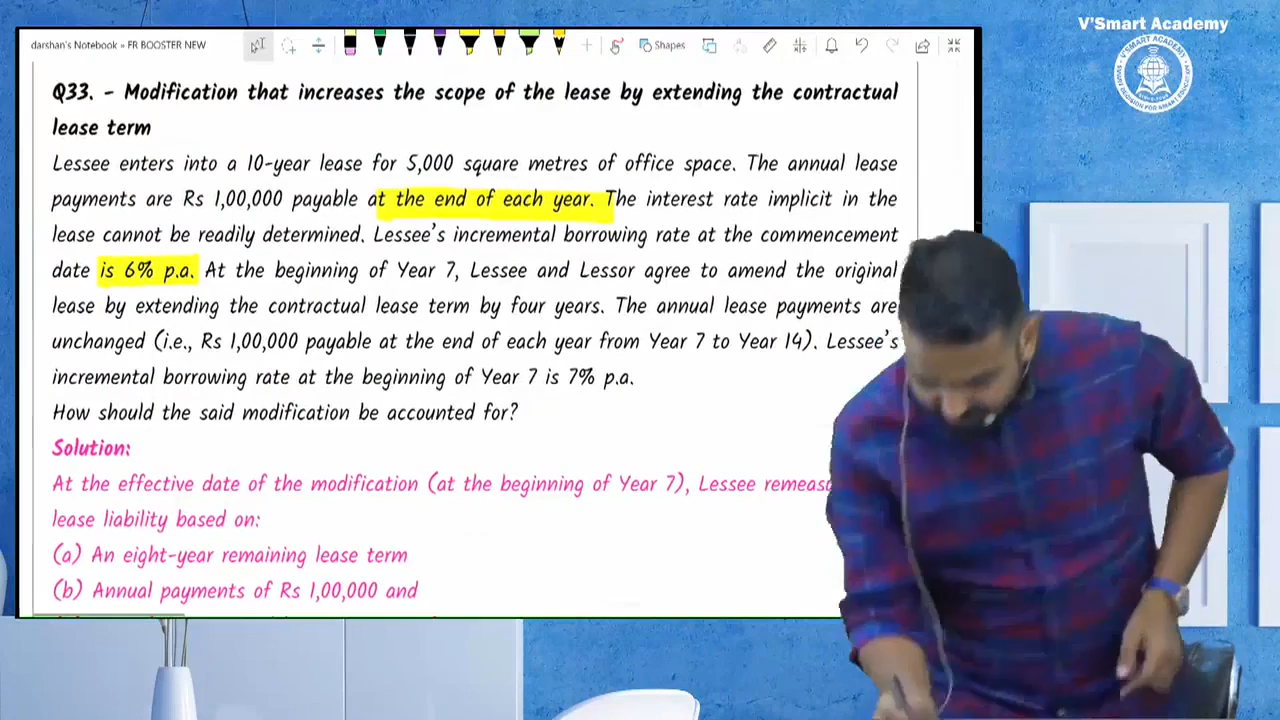 V'Smart Academy
darshan's Notebook » FR BOOSTER NEW
Shapes
Q33. - Modification that increases the scope of the lease by extending the contractual
lease term
Lessee enters into a 10-year lease for 5,000 square metres of office space. The annual lease
payments are Rs 1,00,000 payable at the end of each year. The interest rate implicit in the
lease cannot be readily determined. Lessee's incremental borrowing rate at the commencement
date is 6% p.a. At the beginning of Year 7, Lessee and Lessor agree to amend the original
lease by extending the contractual lease term by four years. The annual lease payments are
unchanged (i.e., Rs 1,00,000 payable at the end of each year from Year 7 to Year 14). Lessee's
incremental borrowing rate at the beginning of Year 7 is 7% p.a.
How should the said modification be accounted for?
Solution:
At the effective date of the modification (at the beginning of Year 7), Lessee
lease liability based on:
(a) An eight-year remaining lease term
(b) Annual payments of Rs 1,00,000 and